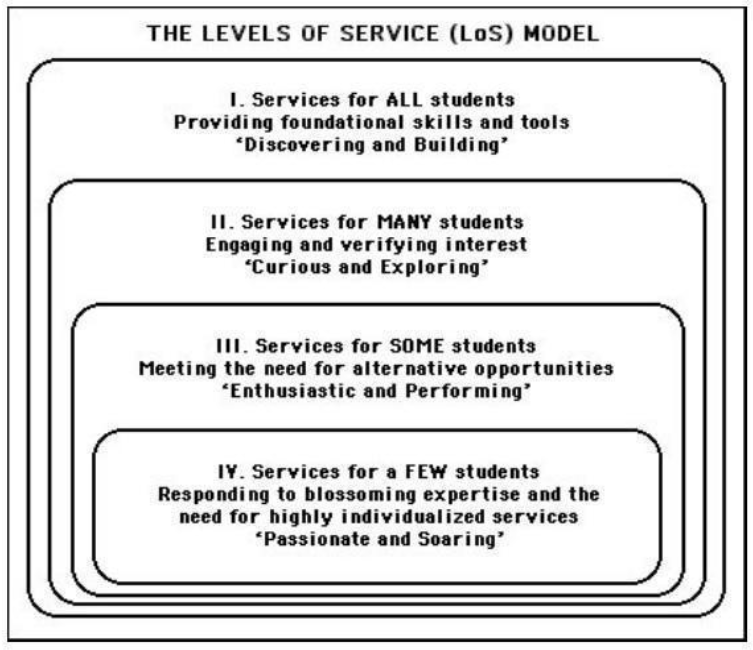 THE LEVELS OF SERVICE (LoS) MODEL
I. Services for ALL students
Providing foundational skills and tools
‘Discovering and Building’
II. Services for MANY students
Engaging and verifying interest
‘Curious and Exploring’
III. Services for SOME students
Meeting the need for alternative opportunities
‘Enthusiastic and Performing’
IV. Services for a FEW students
Responding to blossoming expertise and the
need for highly individualized services
‘Passionate and Soaring’